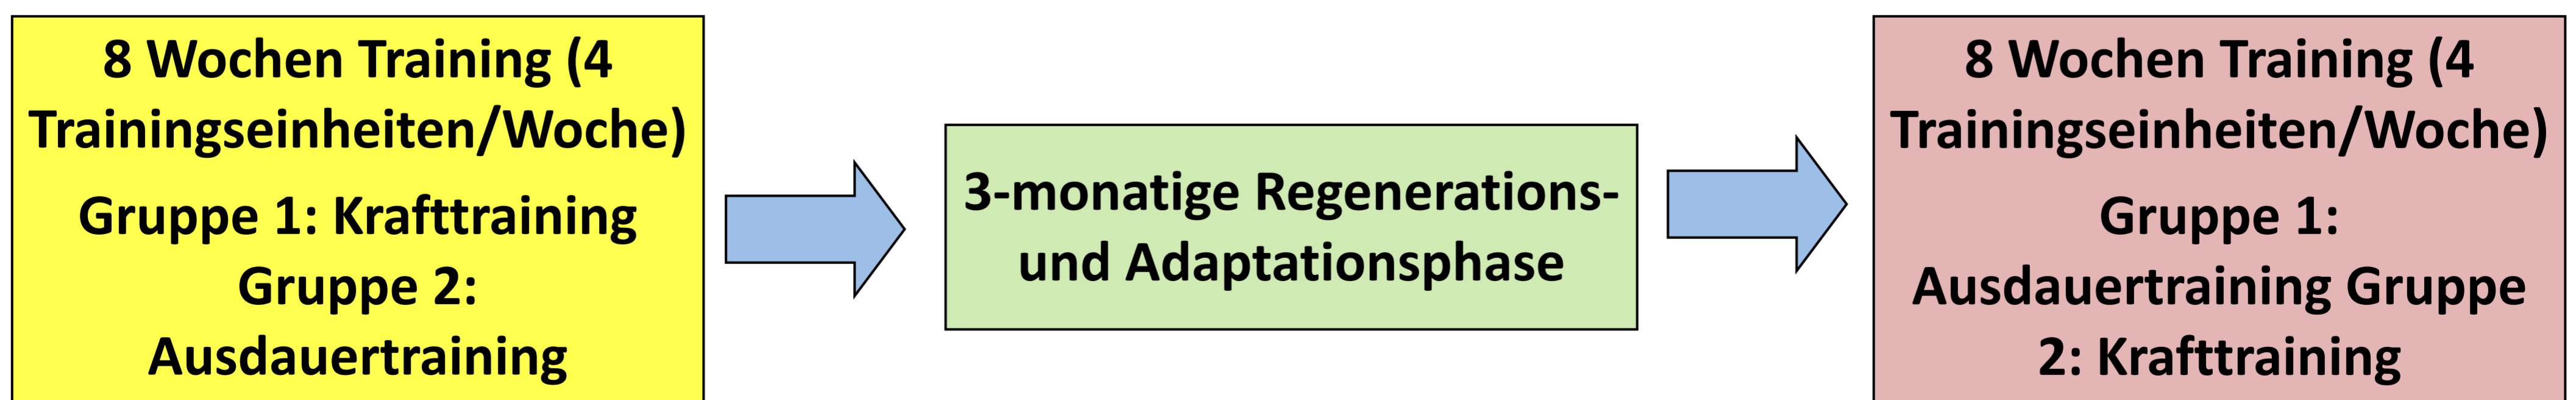 8 Wochen Training (4
Trainingseinheiten/Woche)
Gruppe 1: Krafttraining
Gruppe 2:
Ausdauertraining
3-monatige Regenerations-
und Adaptationsphase
8 Wochen Training (4
Trainingseinheiten/Woche)
Gruppe 1:
Ausdauertraining Gruppe
2: Krafttraining